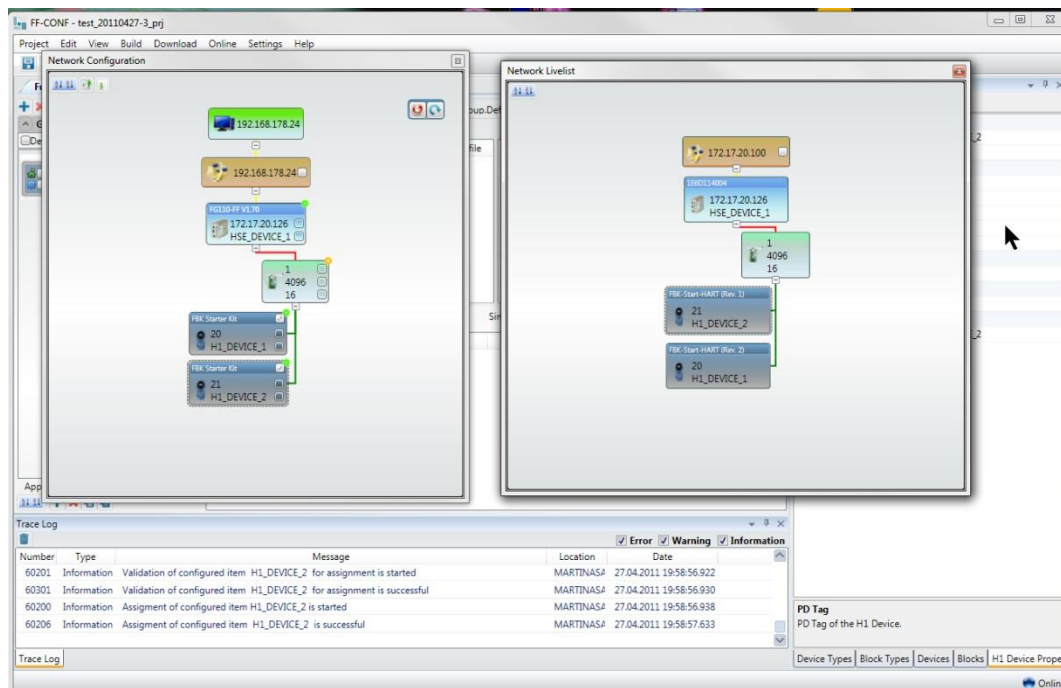 FF-CONF - test_20110427-3_prj
Project Edit View Build Download Online Settings Help
Network Configuration
192.168.178.24
192.168.178.24
FG110-FF V1.70
172.17.20.126
HSE_DEVICE_1
1
4096
16
FBK Starter Kit
20
H1_DEVICE_1
FBK Starter Kit
21
H1_DEVICE_2
Network Livelist
172.17.20.100
172.17.20.126
HSE_DEVICE_1
1
4096
16
FBK-Start-HART (Rev. 1)
21
H1_DEVICE_2
FBK-Start-HART (Rev. 2)
20
H1_DEVICE_1
Trace Log
Error Warning Information
Number Type Message Location Date
60201 Information Validation of configured item H1_DEVICE_2 for assignment is started MARTINASA 27.04.2011 19:58:56.922
60301 Information Validation of configured item H1_DEVICE_2 for assignment is successful MARTINASA 27.04.2011 19:58:56.930
60200 Information Assigment of configured item H1_DEVICE_2 is started MARTINASA 27.04.2011 19:58:56.938
60206 Information Assigment of configured item H1_DEVICE_2 is successful MARTINASA 27.04.2011 19:58:57.633
PD Tag
PD Tag of the H1 Device.
Trace Log
Device Types Block Types Devices Blocks H1 Device Prope
Onlin